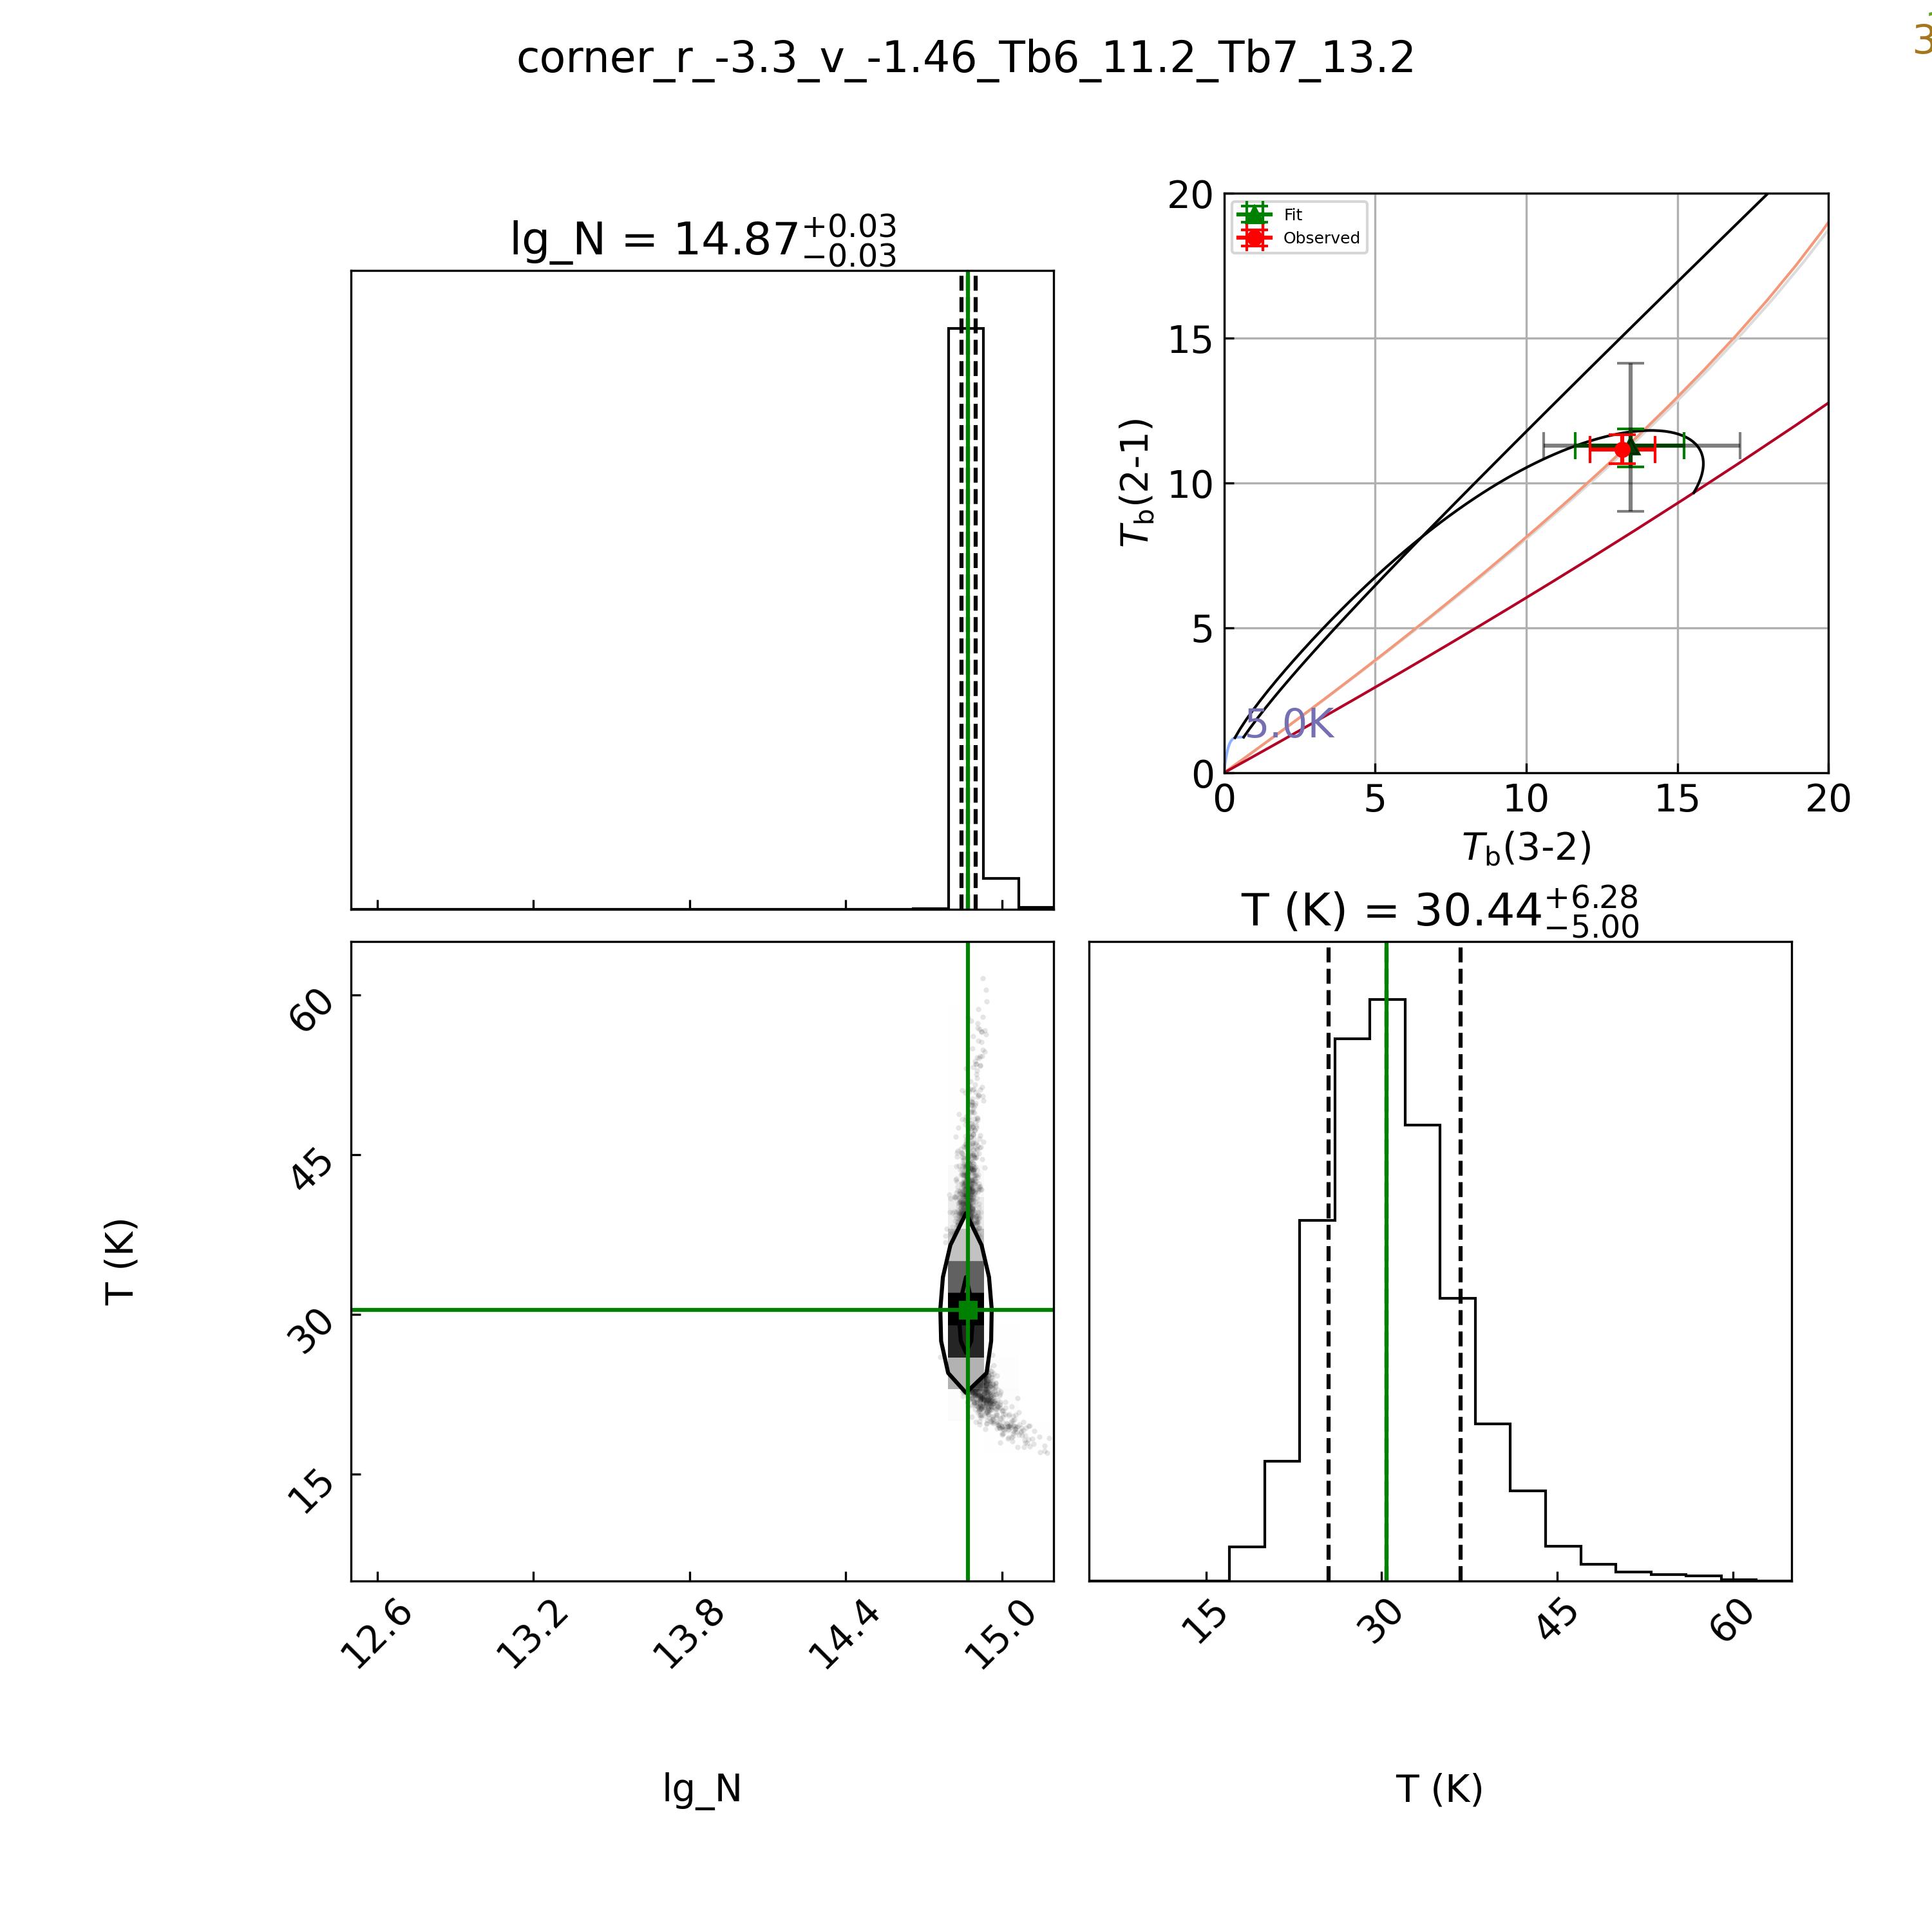 corner_r_-3.3_v_-1.46_Tb6_11.2_Tb7_13.2
3
lg_N = 14.87+0.03−0.03
20
15
10
5
0
Tb(2-1)
Fit
Observed
5.0K
0 5 10 15 20
Tb(3-2)
T (K) = 30.44+6.28−5.00
60
45
30
15
T (K)
12.6 13.2 13.8 14.4 15.0
lg_N
15 30 45 60
T (K)